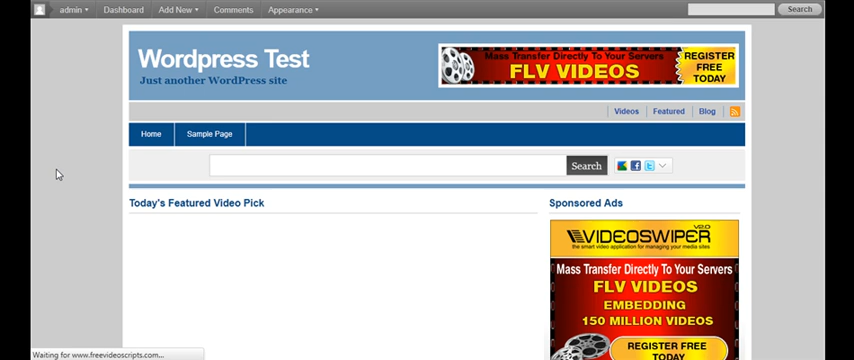 admin Dashboard Add New Comments Appearance Search
Wordpress Test
Just another WordPress site
Mass Transfer Directly To Your Servers
FLV VIDEOS
REGISTER
FREE
TODAY
Videos Featured Blog
Home Sample Page
Search
Today's Featured Video Pick
Sponsored Ads
VIDEOSWIPER V2.0
the smart video application for managing your media sites
Mass Transfer Directly To Your Servers
FLV VIDEOS
EMBEDDING
150 MILLION VIDEOS
REGISTER FREE
TODAY
Waiting for www.freevideoscripts.com...